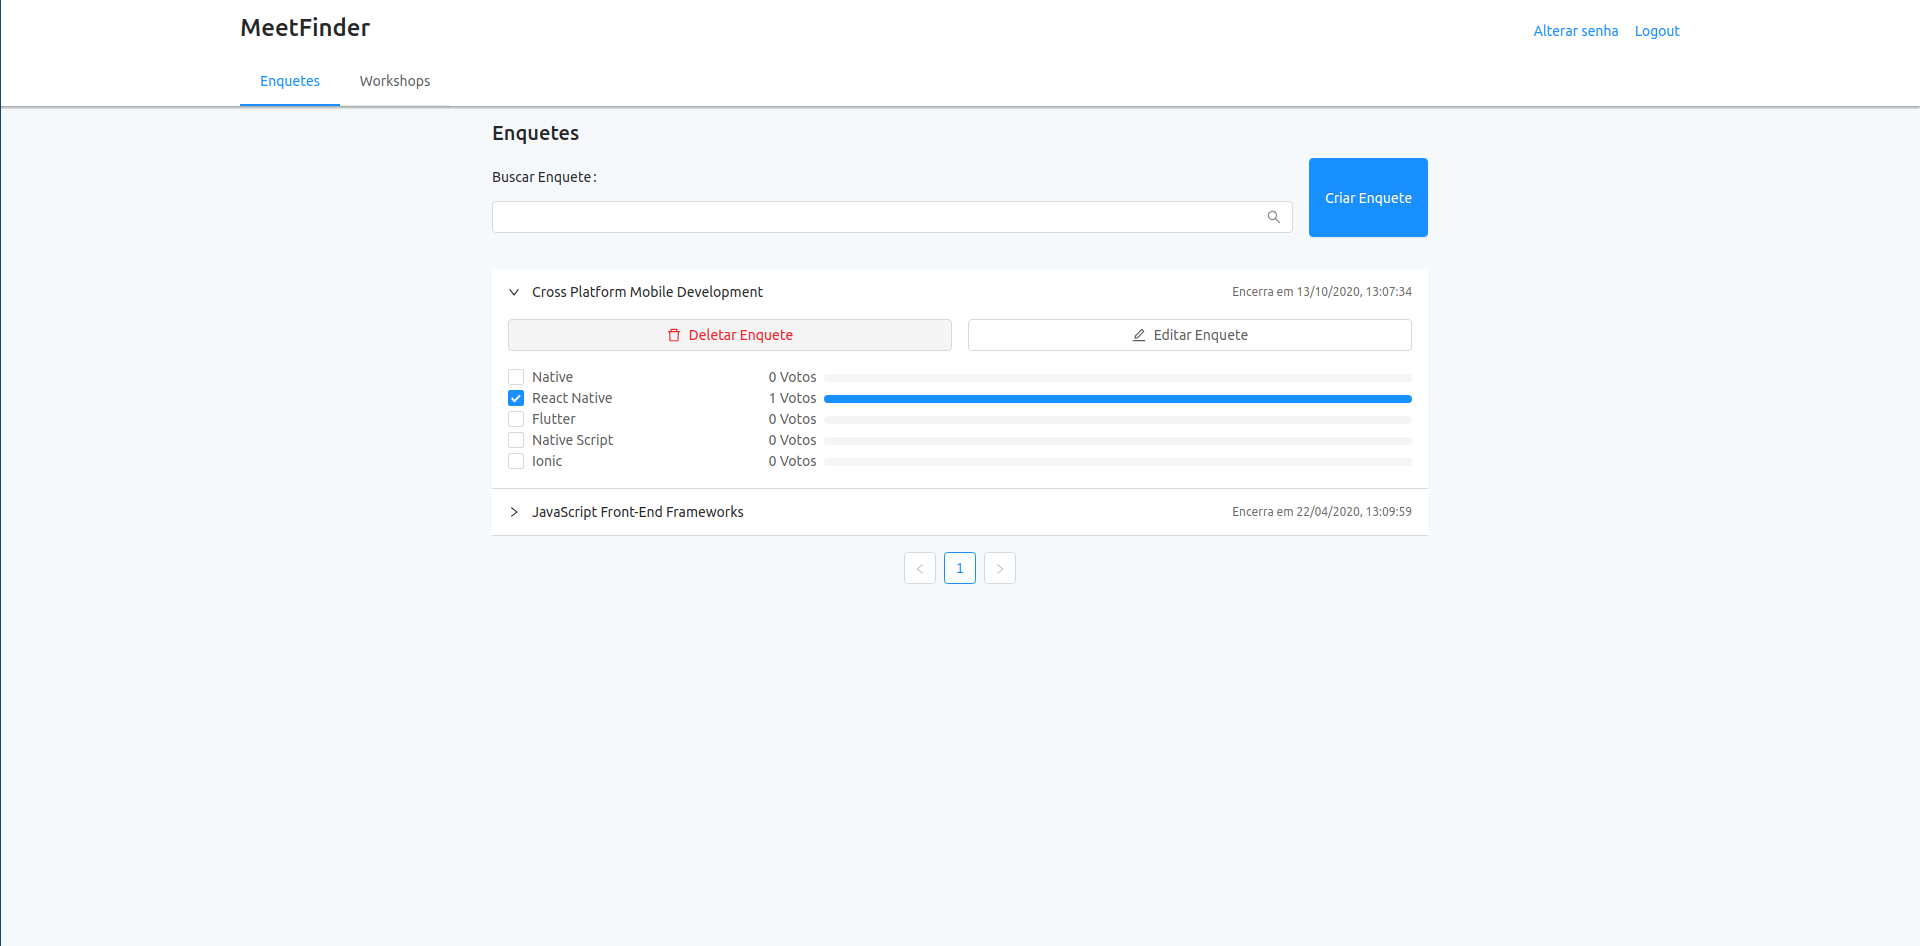 MeetFinder
Alterar senha Logout
Enquetes Workshops
Enquetes
Buscar Enquete:
Criar Enquete
Cross Platform Mobile Development Encerra em 13/10/2020, 13:07:34
Deletar Enquete Editar Enquete
Native 0 Votos
React Native 1 Votos
Flutter 0 Votos
Native Script 0 Votos
Ionic 0 Votos
JavaScript Front-End Frameworks Encerra em 22/04/2020, 13:09:59
< 1 >